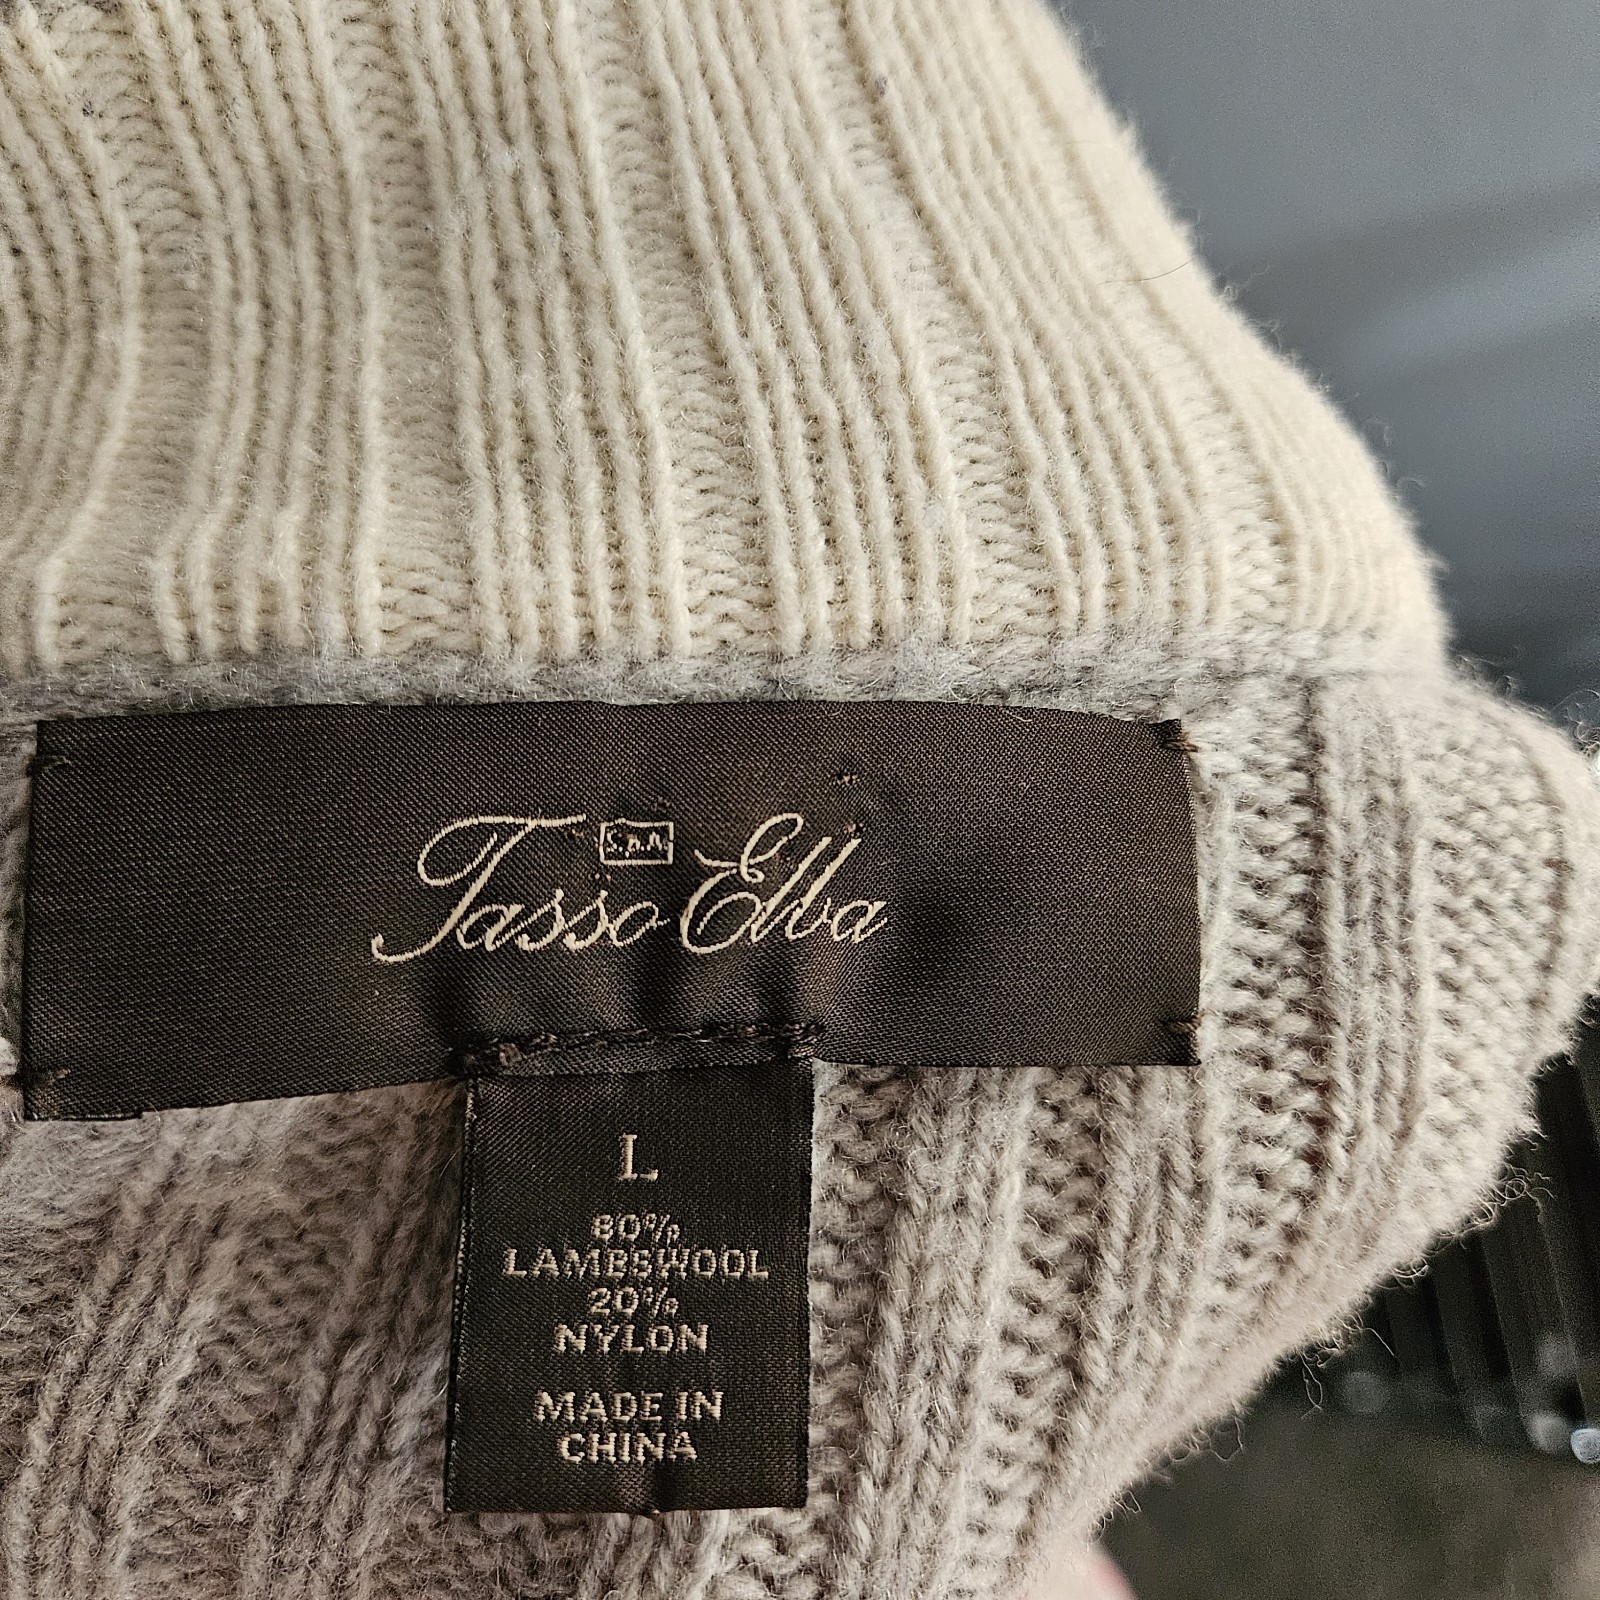 Tasso S.p.A. Elba
L
80%
LAMBSWOOL
20%
NYLON
MADE IN
CHINA